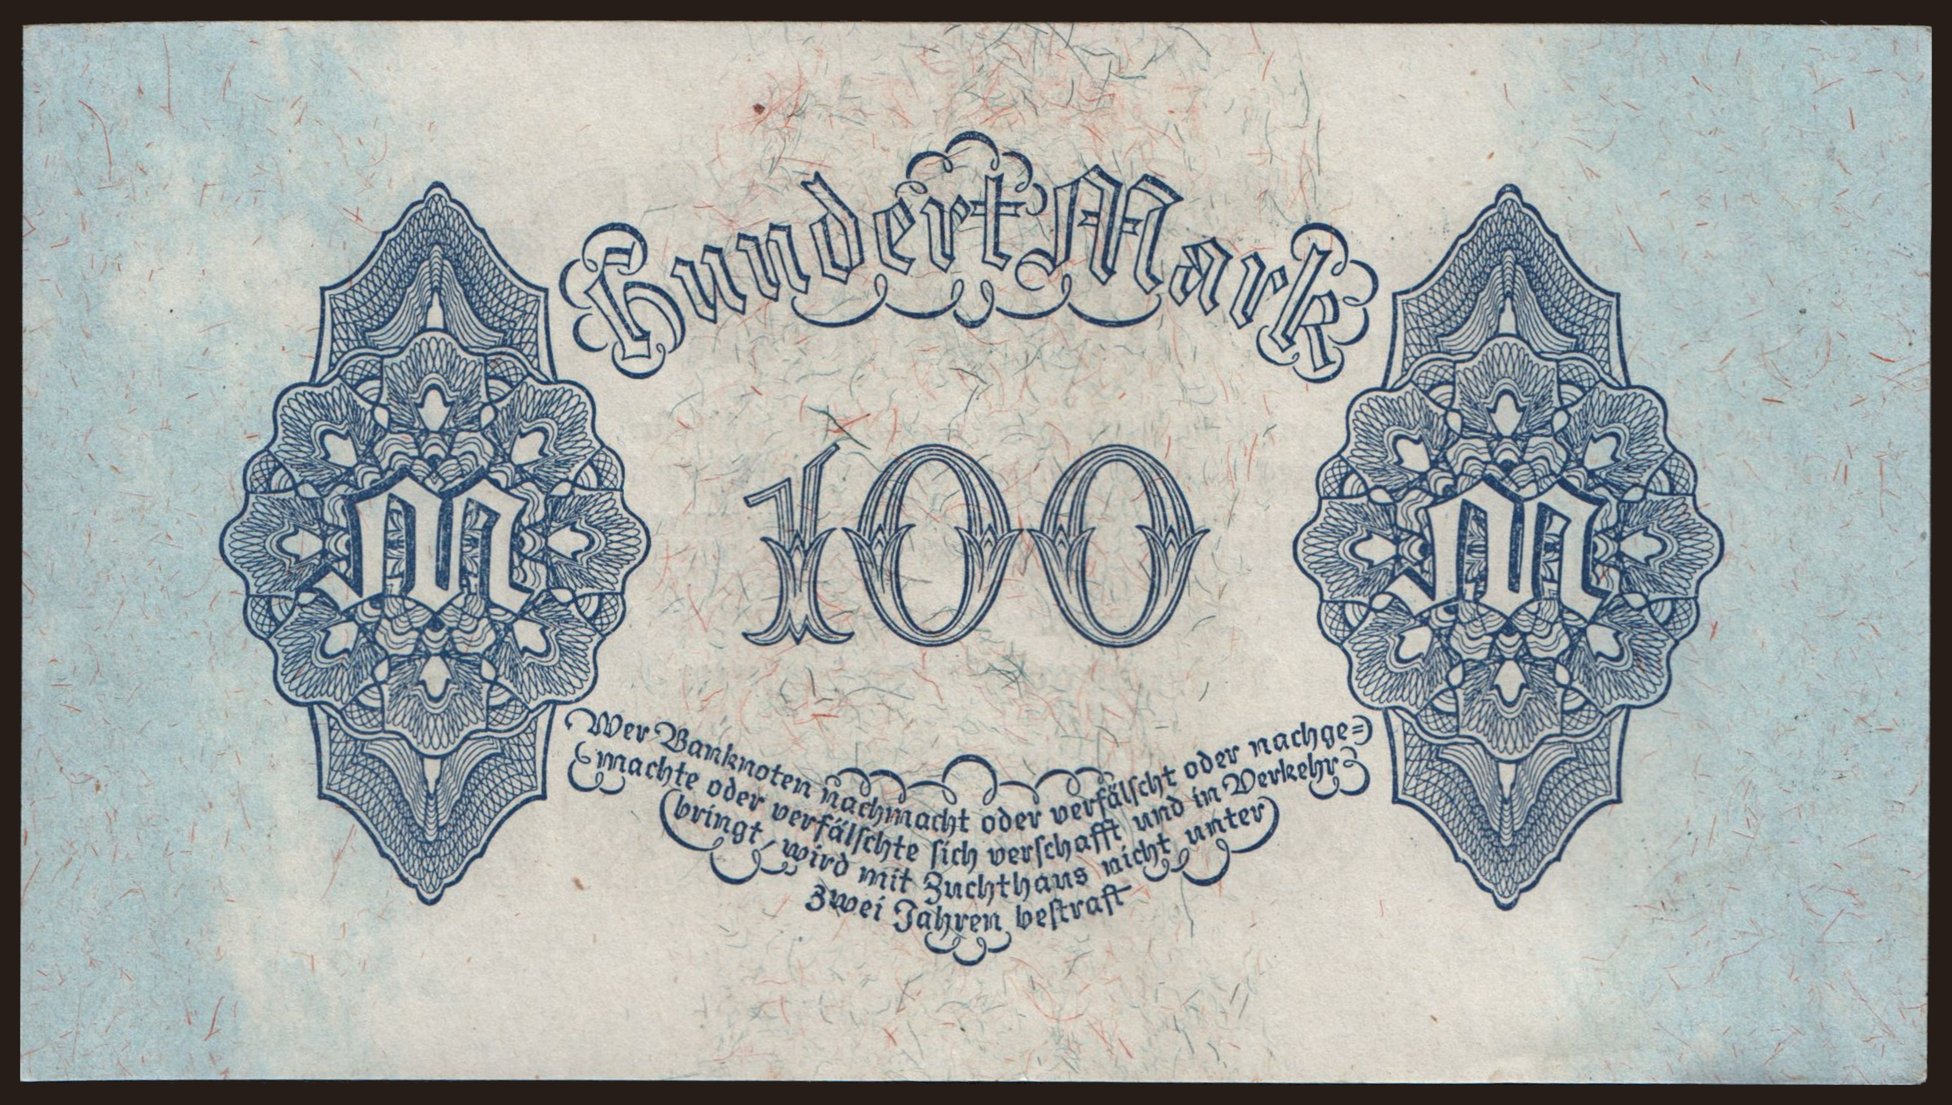 Hundert Mark
M
M
100
Wer Banknoten nachmacht oder verfälscht oder nachge=
machte oder verfälschte sich verschafft und in Verkehr
bringt, wird mit Zuchthaus nicht unter
zwei Jahren bestraft